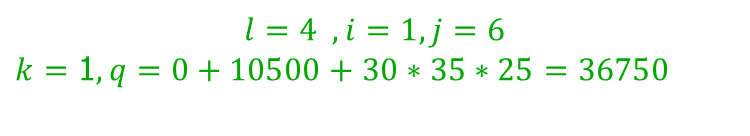 l = 4 , i = 1, j = 6
k = 1, q = 0 + 10500 + 30 * 35 * 25 = 36750